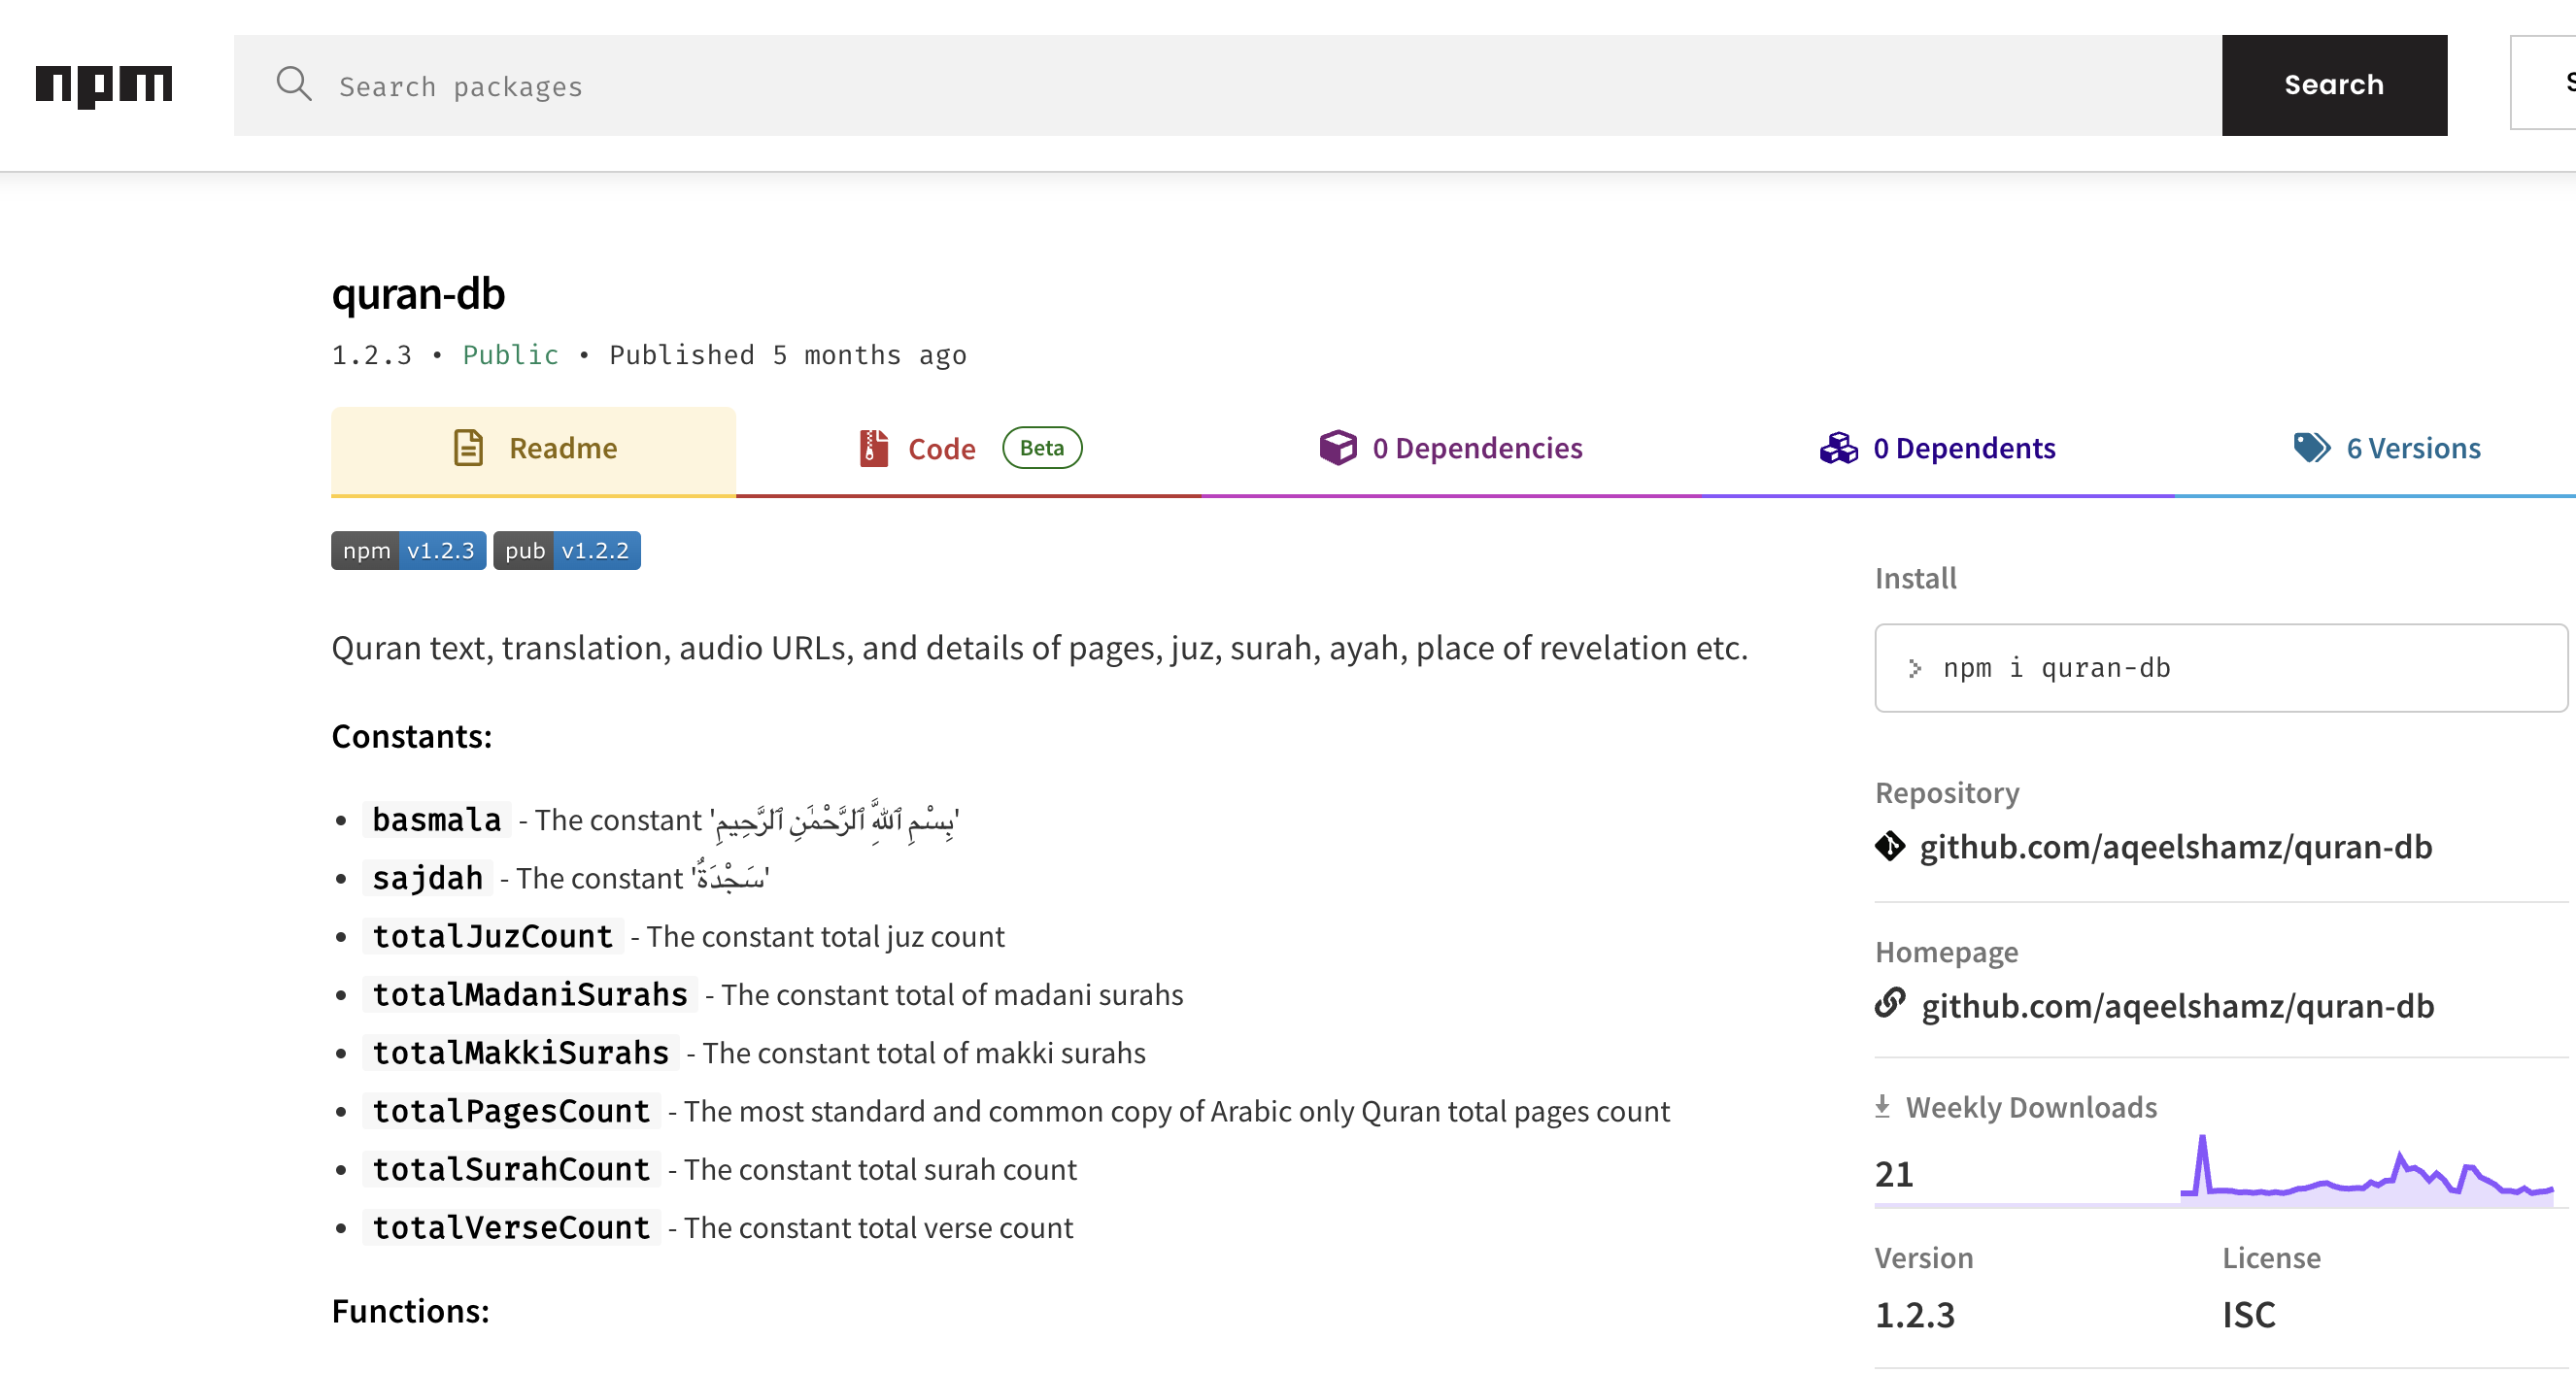 npm
Search packages
Search
quran-db
1.2.3 • Public • Published 5 months ago
Readme
Code Beta
0 Dependencies
0 Dependents
6 Versions
npm v1.2.3 pub v1.2.2
Quran text, translation, audio URLs, and details of pages, juz, surah, ayah, place of revelation etc.
Constants:
• basmala - The constant 'بِسْمِ ٱللَّهِ ٱلرَّحْمَٰنِ ٱلرَّحِيمِ'
• sajdah - The constant 'سَجْدَةٌ'
• totalJuzCount - The constant total juz count
• totalMadaniSurahs - The constant total of madani surahs
• totalMakkiSurahs - The constant total of makki surahs
• totalPagesCount - The most standard and common copy of Arabic only Quran total pages count
• totalSurahCount - The constant total surah count
• totalVerseCount - The constant total verse count
Functions:
Install
> npm i quran-db
Repository
github.com/aqeelshamz/quran-db
Homepage
github.com/aqeelshamz/quran-db
Weekly Downloads
21
Version
1.2.3
License
ISC